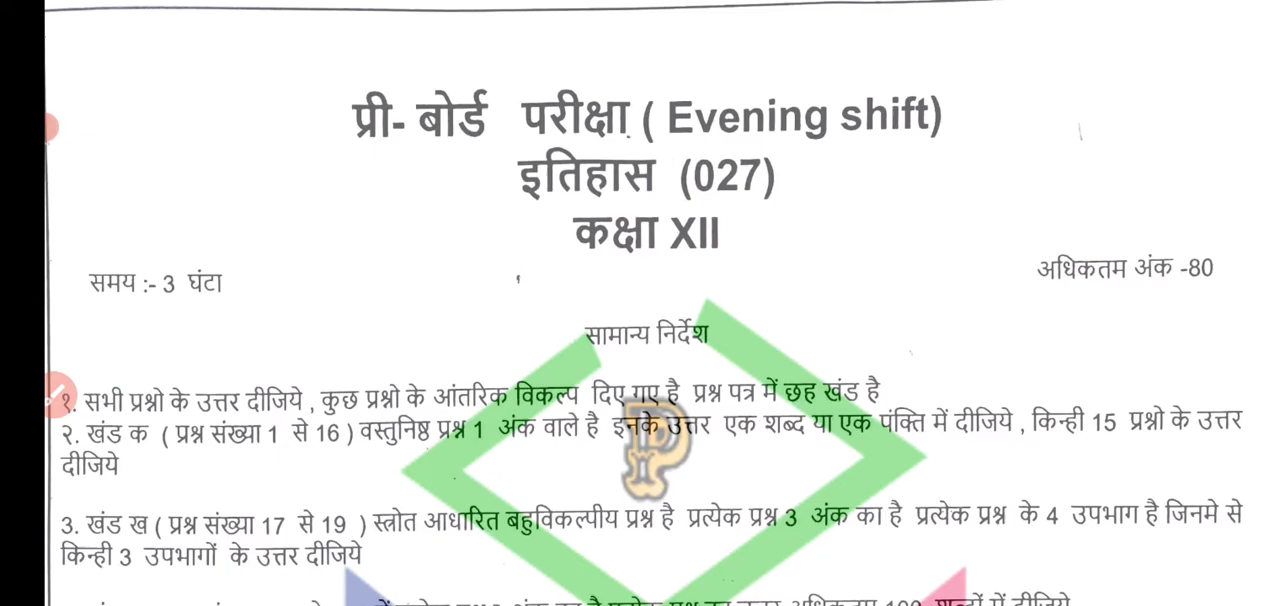 प्री- बोर्ड परीक्षा ( Evening shift)
इतिहास (027)
कक्षा XII
समय :- 3 घंटा
अधिकतम अंक -80
सामान्य निर्देश
१. सभी प्रश्नो के उत्तर दीजिये , कुछ प्रश्नो के आंतरिक विकल्प दिए गए है प्रश्न पत्र में छह खंड है
२. खंड क ( प्रश्न संख्या 1 से 16 ) वस्तुनिष्ठ प्रश्न 1 अंक वाले है इनके उत्तर एक शब्द या एक पंक्ति में दीजिये , किन्ही 15 प्रश्नो के उत्तर
दीजिये
3. खंड ख ( प्रश्न संख्या 17 से 19 ) स्त्रोत आधारित बहुविकल्पीय प्रश्न है प्रत्येक प्रश्न 3 अंक का है प्रत्येक प्रश्न के 4 उपभाग है जिनमे से
किन्ही 3 उपभागों के उत्तर दीजिये